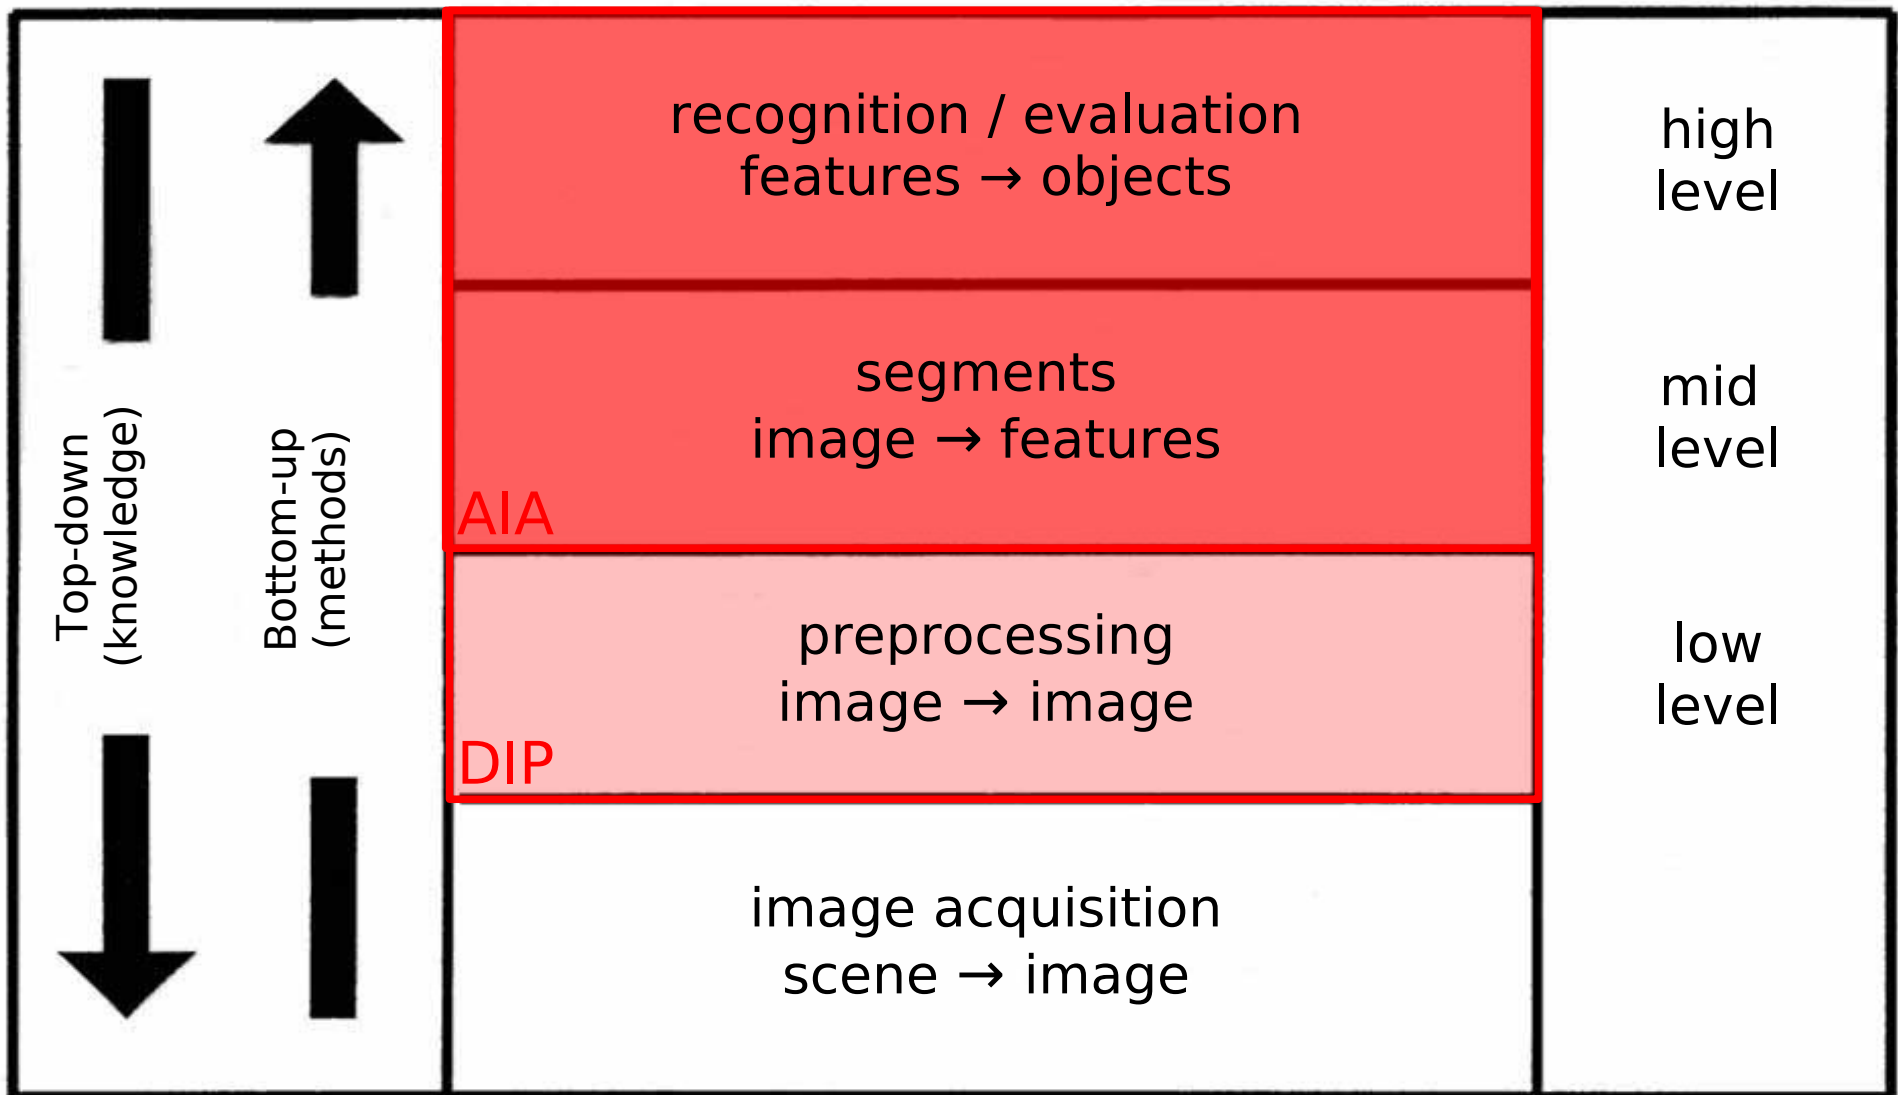 Top-down
(knowledge)
Bottom-up
(methods)
recognition / evaluation
features → objects
high
level
segments
image → features
AIA
mid
level
preprocessing
image → image
DIP
low
level
image acquisition
scene → image